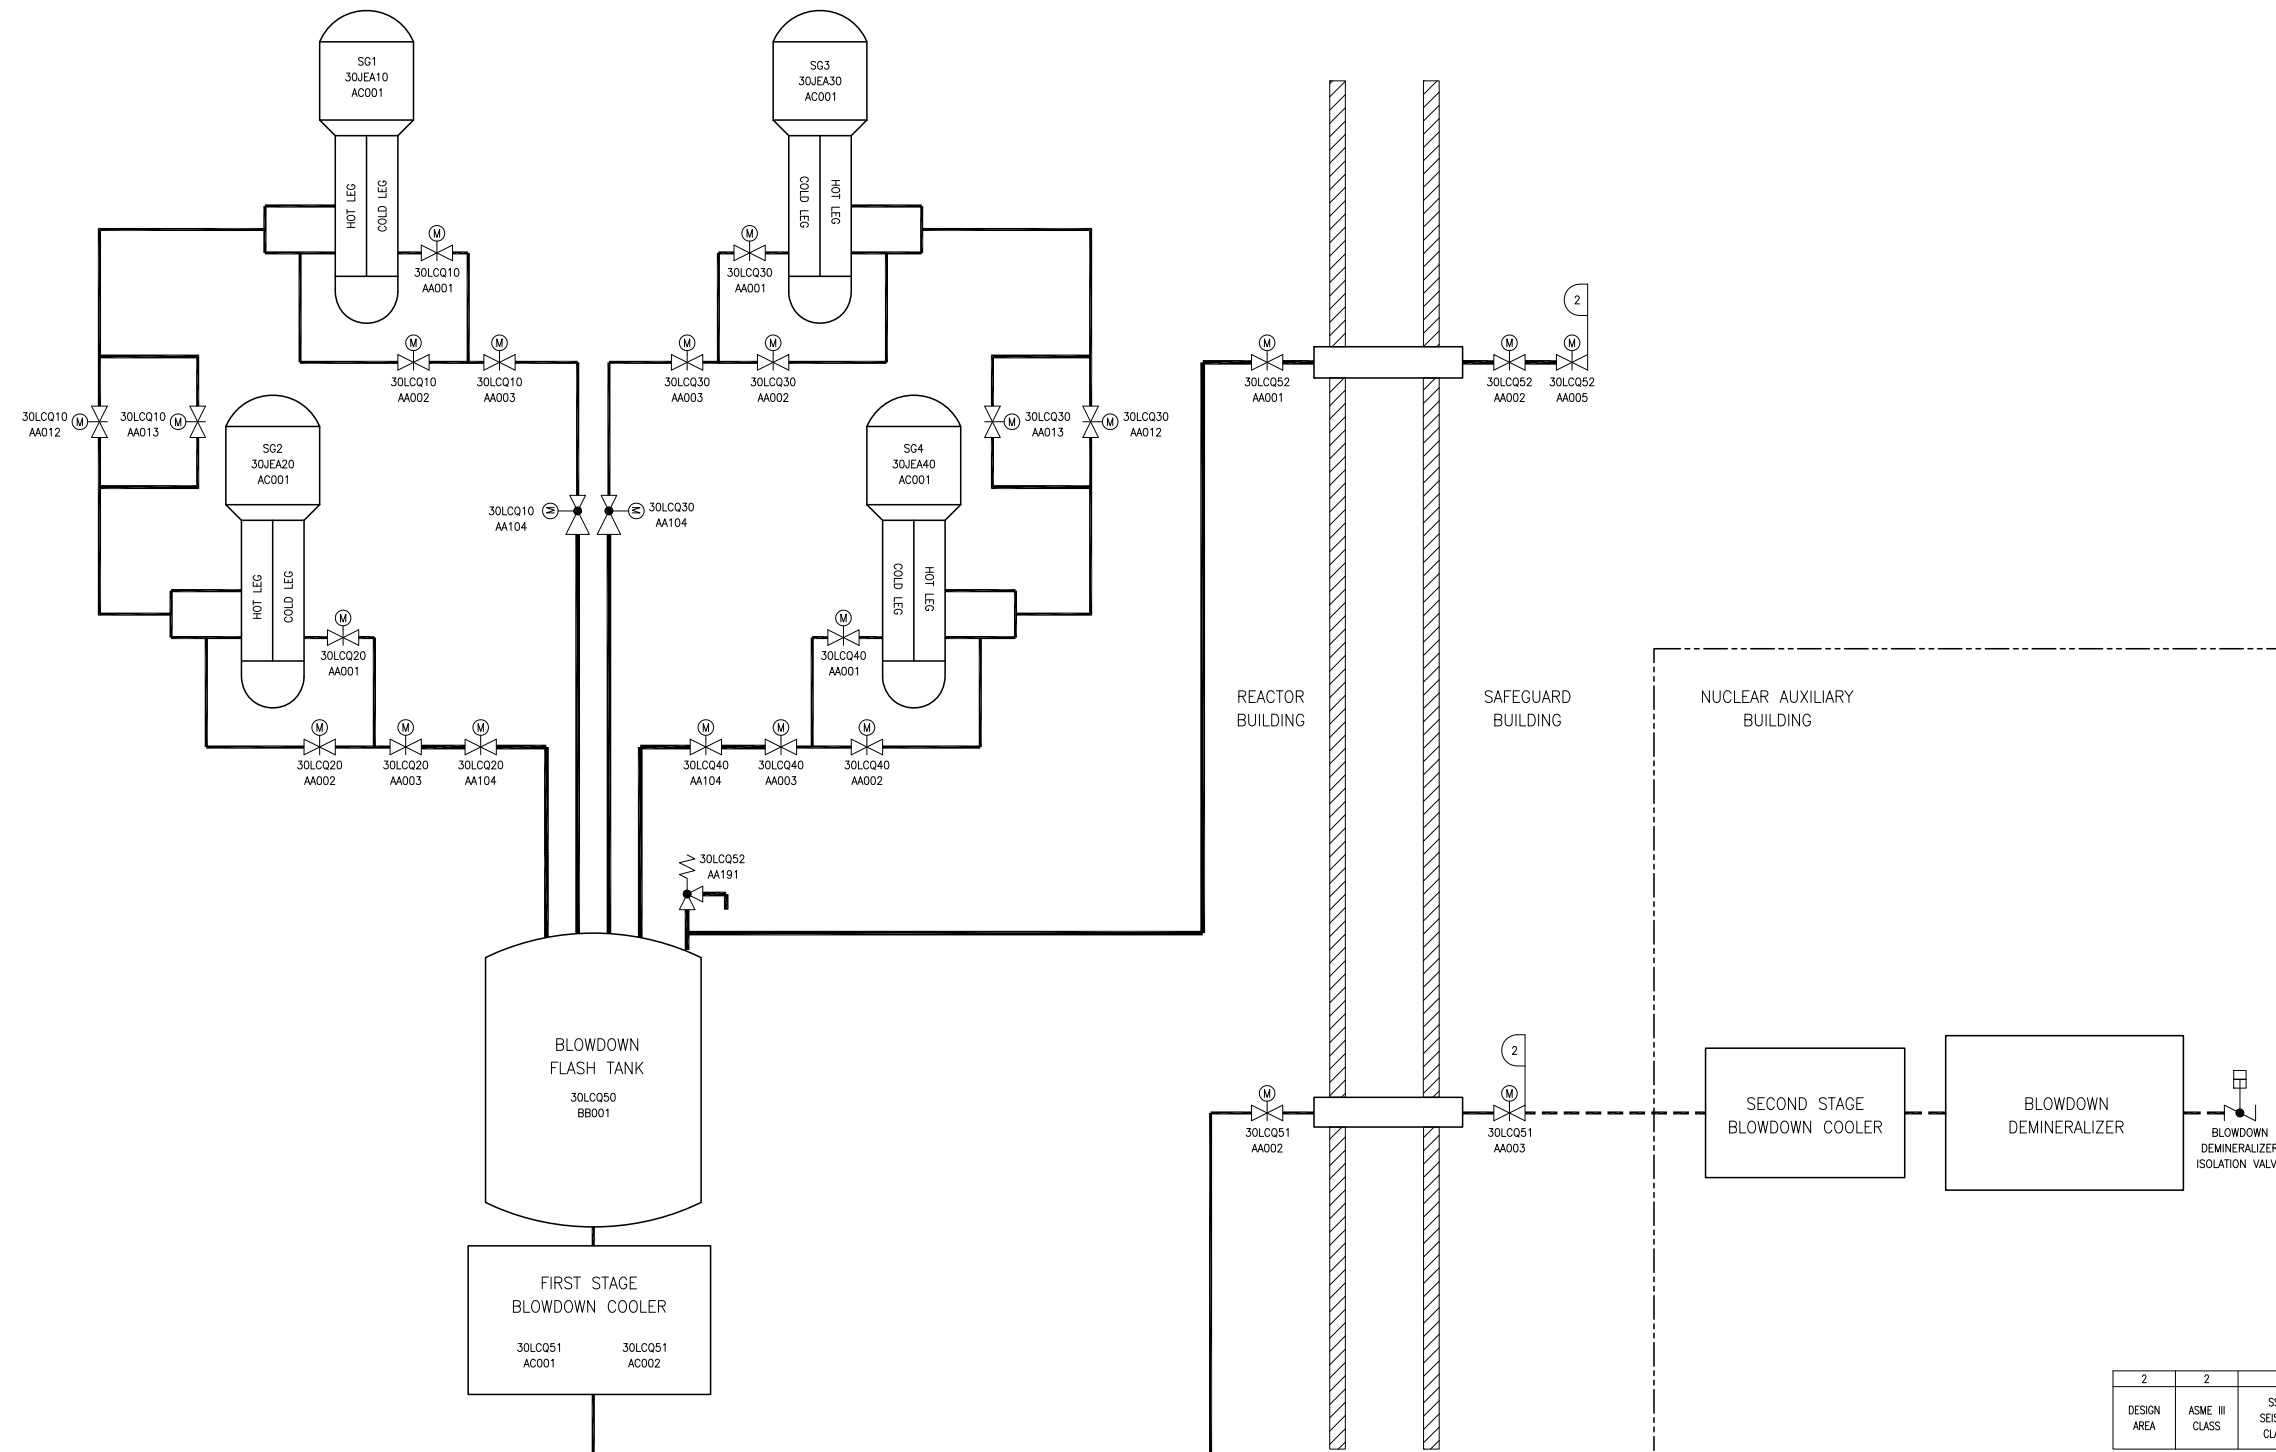 SG1
30JEA10
AC001
HOT LEG
COLD LEG
M
30LCQ10
AA001
M
30LCQ10
AA002
M
30LCQ10
AA003
SG3
30JEA30
AC001
COLD LEG
HOT LEG
M
30LCQ30
AA001
M
30LCQ30
AA003
M
30LCQ30
AA002
30LCQ10
AA012
M
30LCQ10
AA013
M
M
30LCQ30
AA013
M
30LCQ30
AA012
SG2
30JEA20
AC001
HOT LEG
COLD LEG
M
30LCQ20
AA001
M
30LCQ20
AA002
M
30LCQ20
AA003
M
30LCQ20
AA104
30LCQ10
AA104
M
M
30LCQ30
AA104
SG4
30JEA40
AC001
COLD LEG
HOT LEG
M
30LCQ40
AA001
M
30LCQ40
AA104
M
30LCQ40
AA003
M
30LCQ40
AA002
30LCQ52
AA191
BLOWDOWN
FLASH TANK
30LCQ50
BB001
FIRST STAGE
BLOWDOWN COOLER
30LCQ51
AC001
30LCQ51
AC002
M
30LCQ52
AA001
M
30LCQ52
AA002
2
M
30LCQ52
AA005
REACTOR
BUILDING
SAFEGUARD
BUILDING
NUCLEAR AUXILIARY
BUILDING
M
30LCQ51
AA002
2
M
30LCQ51
AA003
SECOND STAGE
BLOWDOWN COOLER
BLOWDOWN
DEMINERALIZER
BLOWDOWN
DEMINERALIZER
ISOLATION
2
2
DESIGN
AREA
ASME III
CLASS